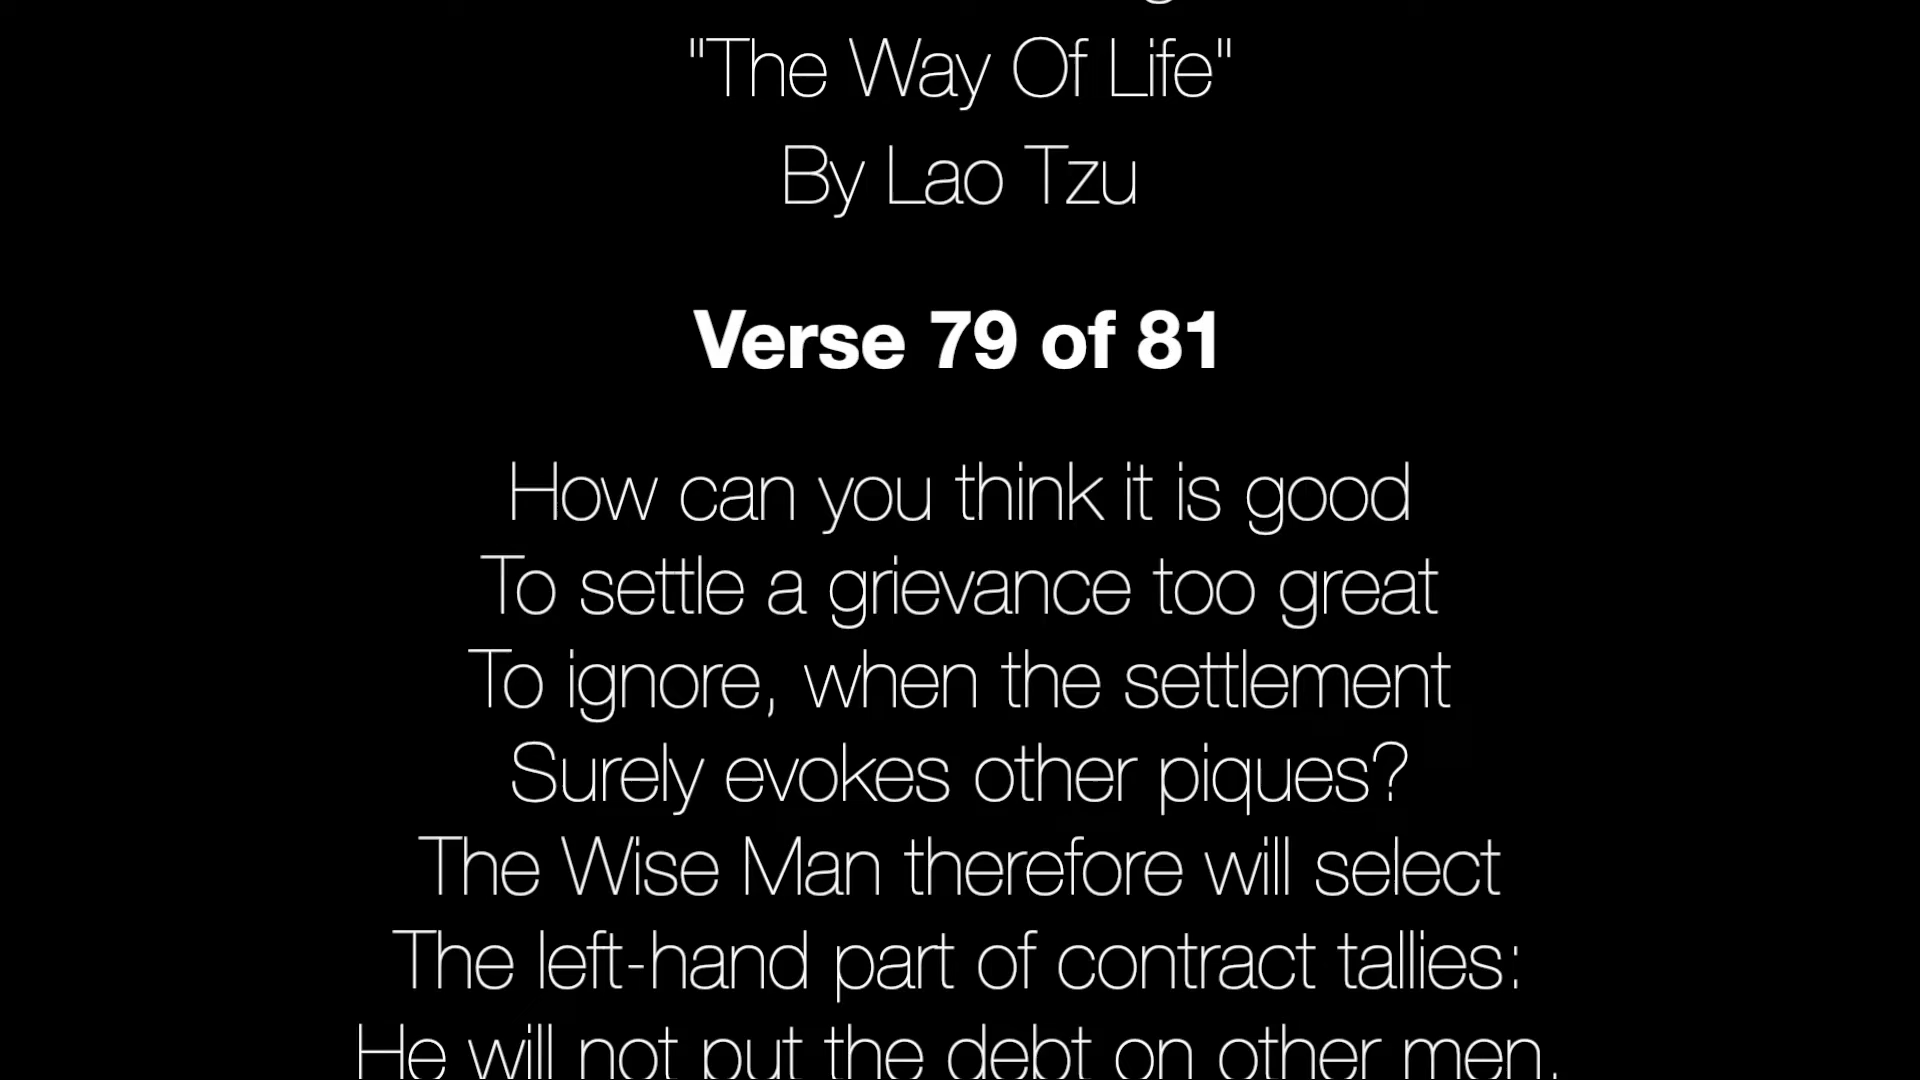 "The Way Of Life"
By Lao Tzu
Verse 79 of 81
How can you think it is good
To settle a grievance too great
To ignore, when the settlement
Surely evokes other piques?
The Wise Man therefore will select
The left-hand part of contract tallies:
He will not put the debt on other men.